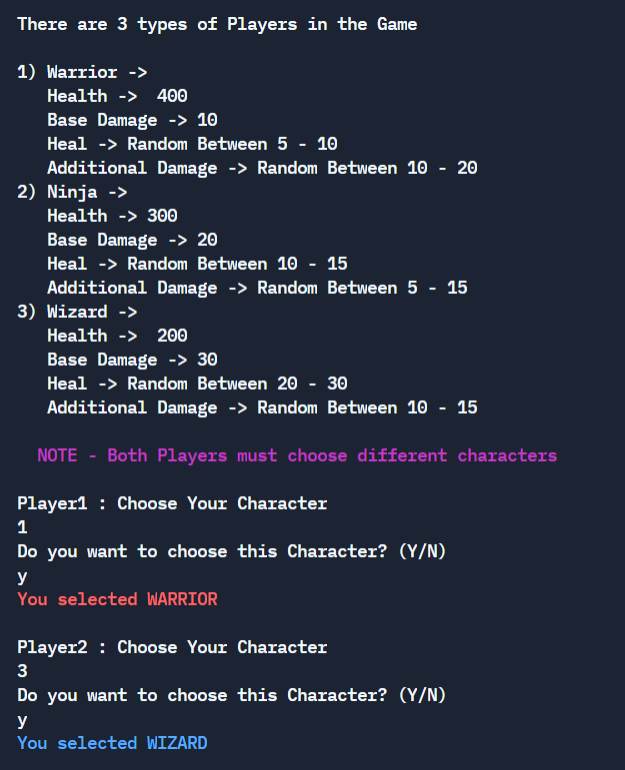 There are 3 types of Players in the Game
1) Warrior ->
Health ->  400
Base Damage -> 10
Heal -> Random Between 5 - 10
Additional Damage -> Random Between 10 - 20
2) Ninja ->
Health -> 300
Base Damage -> 20
Heal -> Random Between 10 - 15
Additional Damage -> Random Between 5 - 15
3) Wizard ->
Health ->  200
Base Damage -> 30
Heal -> Random Between 20 - 30
Additional Damage -> Random Between 10 - 15
NOTE - Both Players must choose different characters
Player1 : Choose Your Character
1
Do you want to choose this Character? (Y/N)
y
You selected WARRIOR
Player2 : Choose Your Character
3
Do you want to choose this Character? (Y/N)
y
You selected WIZARD